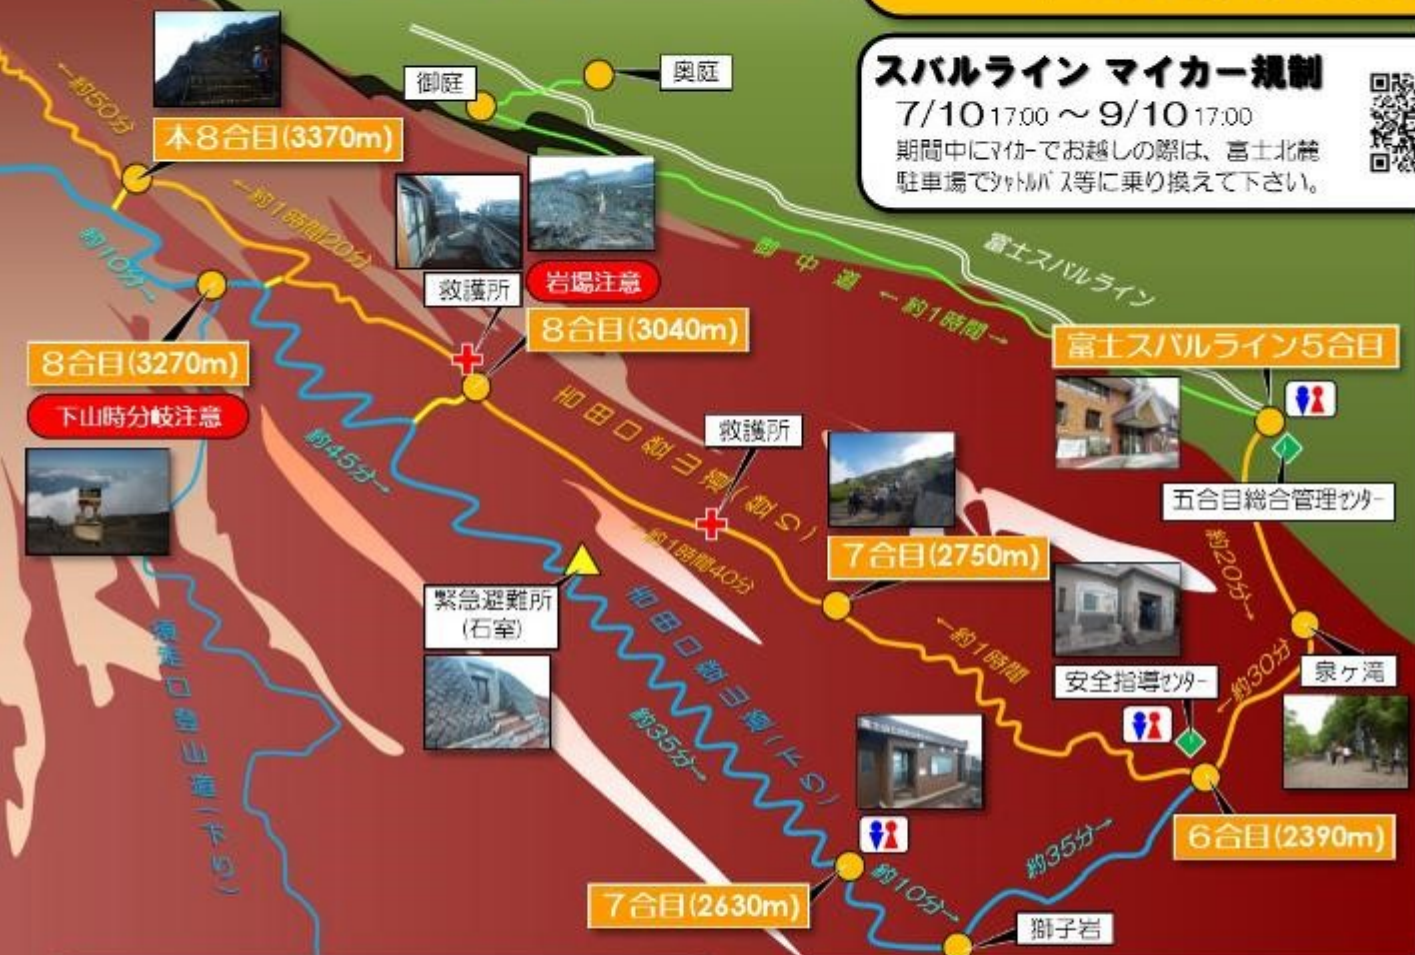 スバルライン マイカー規制
7/10 17:00 ～ 9/10 17:00
期間中にマイカーでお越しの際は、富士北麓
駐車場でシャトルバス等に乗り換えて下さい。
御庭
奥庭
←約50分
本8合目(3370m)
←約1時間20分
約10分→
救護所
岩場注意
8合目(3040m)
御中道 ←約1時間→
富士スバルライン
富士スバルライン5合目
8合目(3270m)
下山時分岐注意
約45分→
吉田口登山道(登り)
救護所
7合目(2750m)
五合目総合管理センター
約20分→
←約1時間40分
緊急避難所
(石室)
吉田口登山道(下り)
←約1時間
安全指導センター
←約30分
泉ヶ滝
須走口登山道(下り)
約35分→
6合目(2390m)
約35分→
7合目(2630m)
約10分→
獅子岩